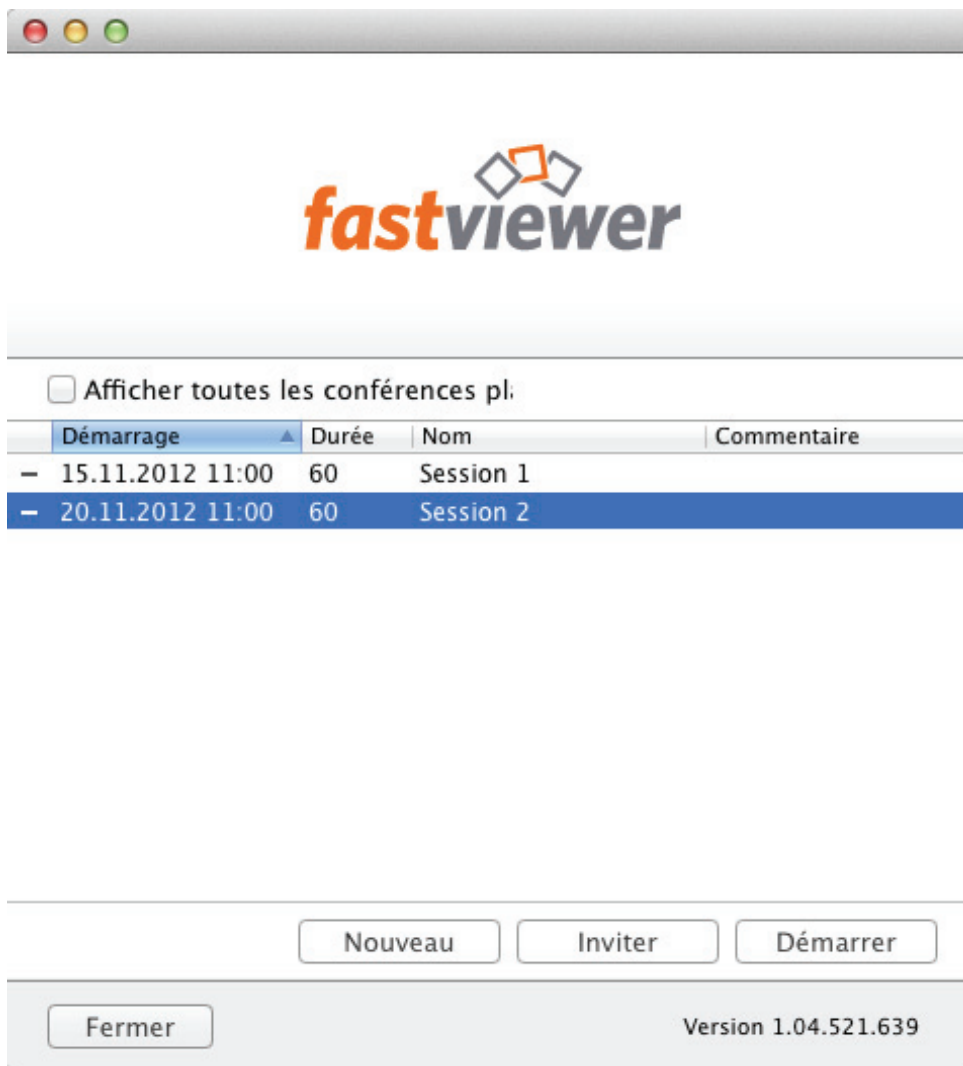 fastviewer
Afficher toutes les conférences pl
Démarrage Durée Nom Commentaire
– 15.11.2012 11:00 60 Session 1
– 20.11.2012 11:00 60 Session 2
Nouveau Inviter Démarrer
Fermer Version 1.04.521.639